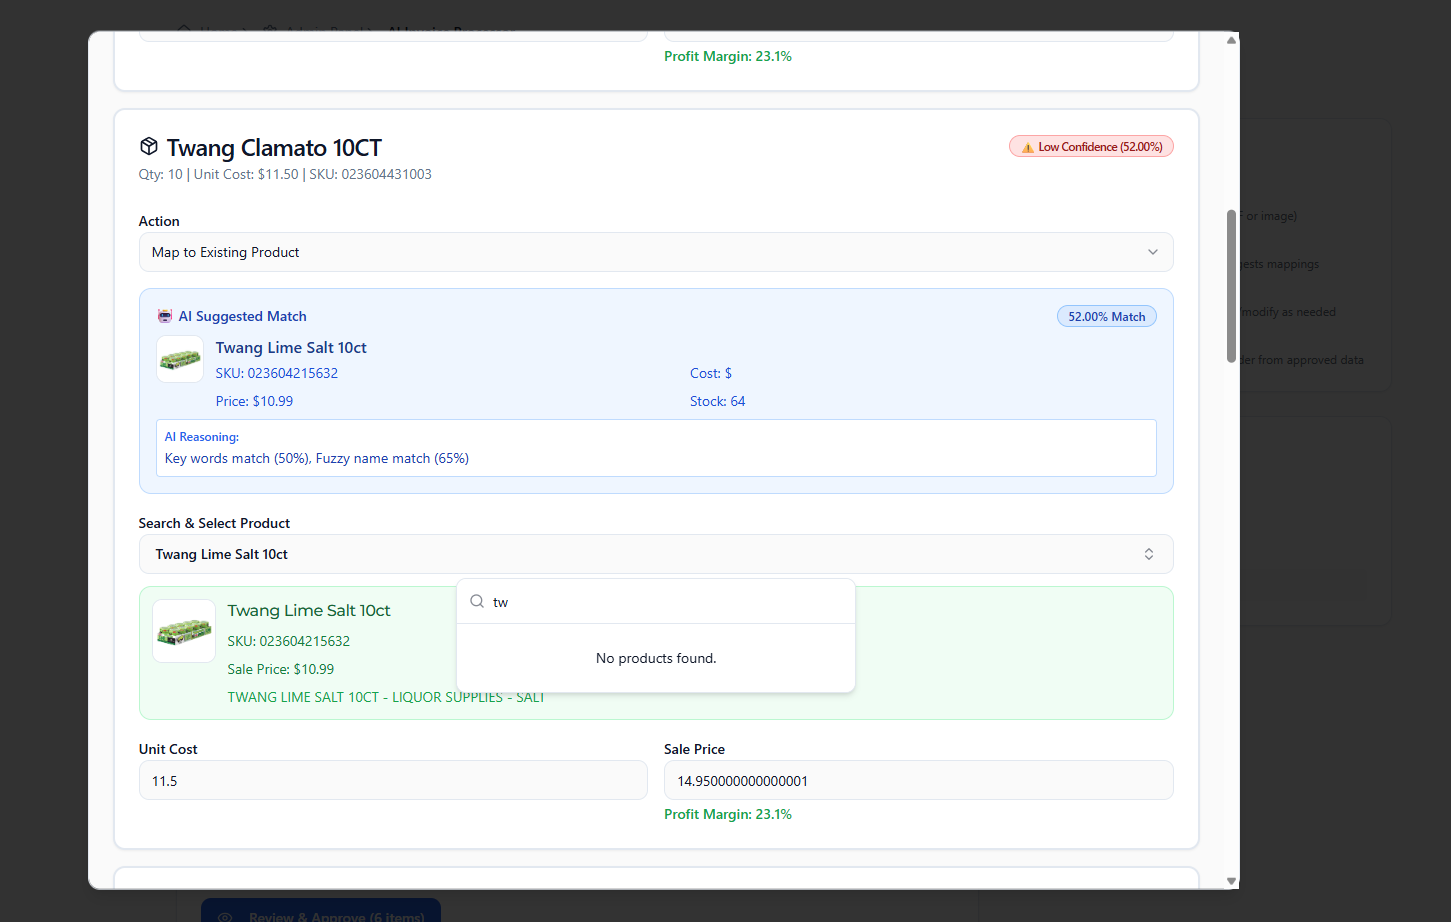 Profit Margin: 23.1%
Twang Clamato 10CT
⚠ Low Confidence (52.00%)
Qty: 10 | Unit Cost: $11.50 | SKU: 023604431003
Action
Map to Existing Product
AI Suggested Match
52.00% Match
Twang Lime Salt 10ct
SKU: 023604215632
Cost: $
Price: $10.99
Stock: 64
AI Reasoning:
Key words match (50%), Fuzzy name match (65%)
Search & Select Product
Twang Lime Salt 10ct
tw
No products found.
Twang Lime Salt 10ct
SKU: 023604215632
Sale Price: $10.99
TWANG LIME SALT 10CT - LIQUOR SUPPLIES - SALT
Unit Cost
Sale Price
11.5
14.950000000000001
Profit Margin: 23.1%
or image)
mappings
modify as needed
from approved data
Review & Approve (6 items)